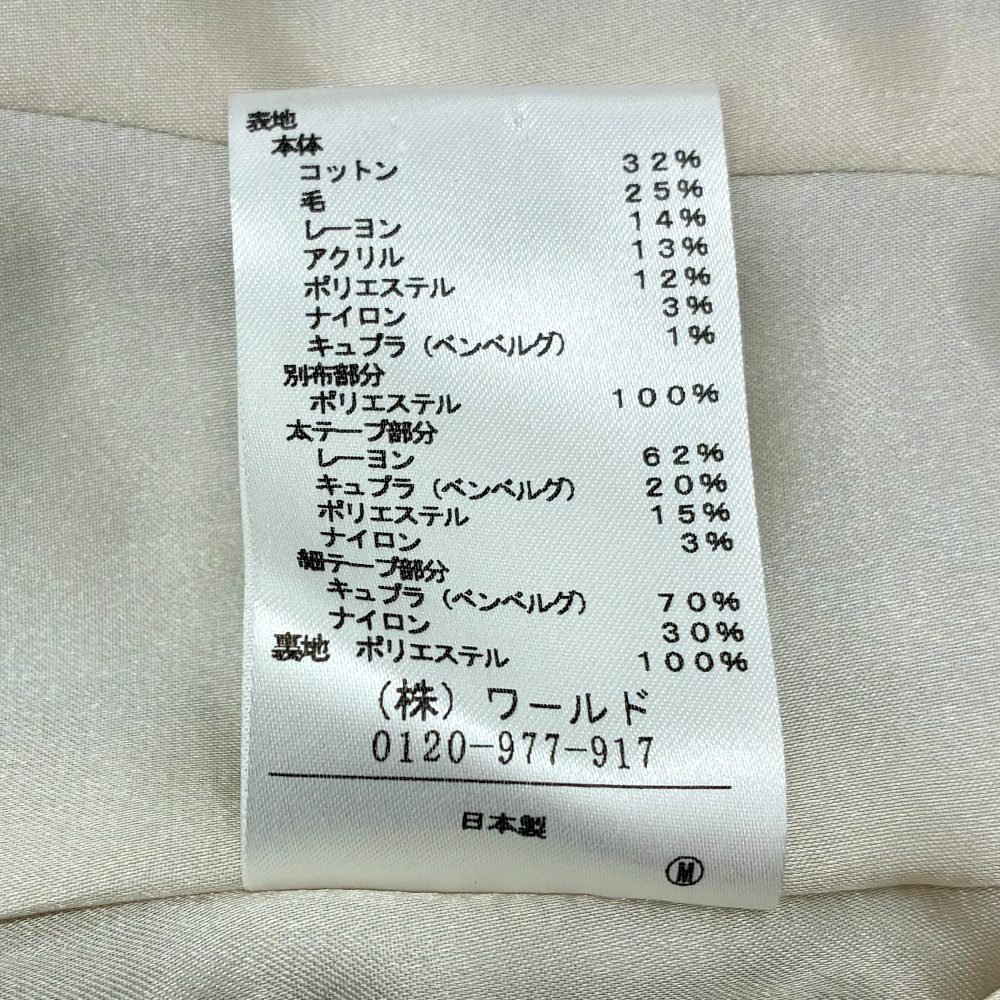 表地
本体
コットン 32%
毛 25%
レーヨン 14%
アクリル 13%
ポリエステル 12%
ナイロン 3%
キュプラ(ベンベルグ) 1%
別布部分
ポリエステル 100%
太テープ部分
レーヨン 62%
キュプラ(ベンベルグ) 20%
ポリエステル 15%
ナイロン 3%
細テープ部分
キュプラ(ベンベルグ) 70%
ナイロン 30%
裏地 ポリエステル 100%
(株)ワールド
0120-977-917
日本製
Ⓜ